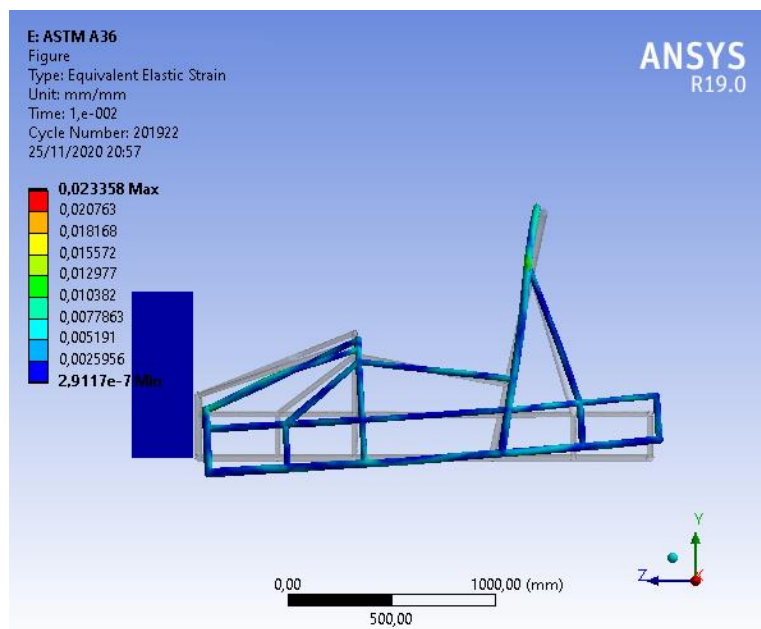 E: ASTM A36
Figure
Type: Equivalent Elastic Strain
Unit: mm/mm
Time: 1,e-002
Cycle Number: 201922
25/11/2020 20:57
ANSYS
R19.0
0,023358 Max
0,020763
0,018168
0,015572
0,012977
0,010382
0,0077863
0,005191
0,0025956
2,9117e-7 Min
Y
Z
X
0,00
1000,00 (mm)
500,00